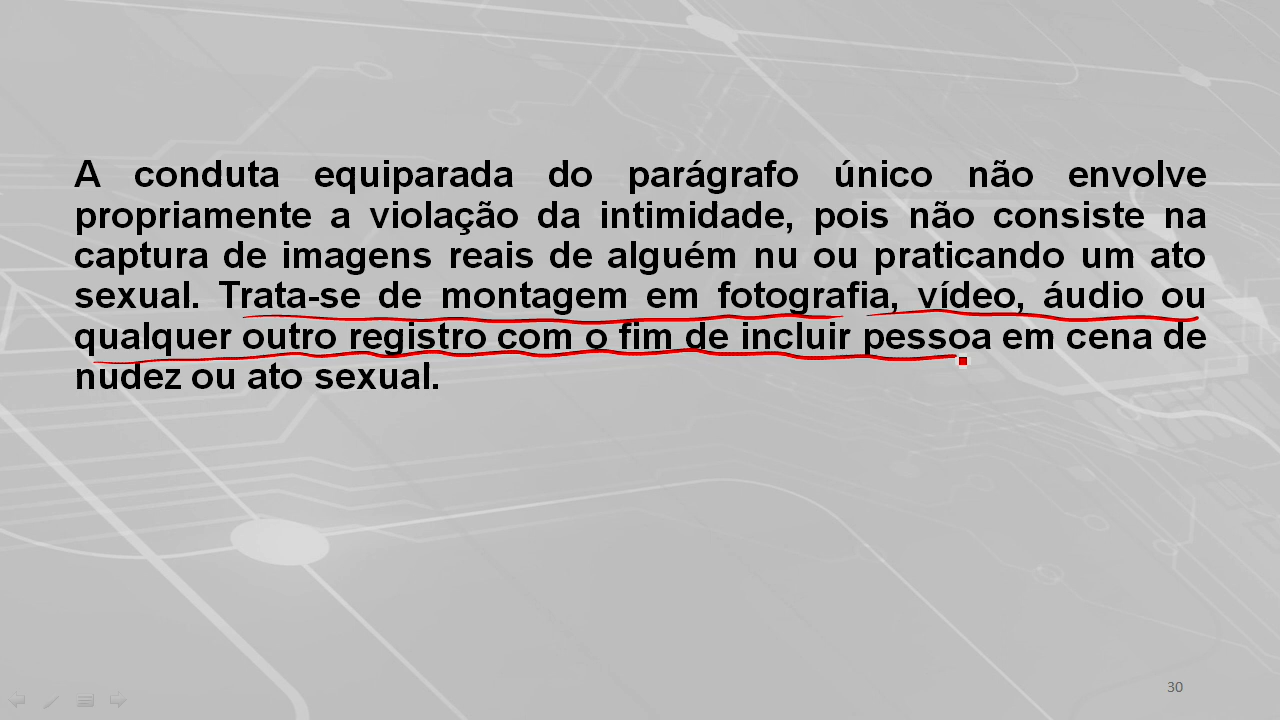 A conduta equiparada do parágrafo único não envolve
propriamente a violação da intimidade, pois não consiste na
captura de imagens reais de alguém nu ou praticando um ato
sexual. Trata-se de montagem em fotografia, vídeo, áudio ou
qualquer outro registro com o fim de incluir pessoa em cena de
nudez ou ato sexual.
30